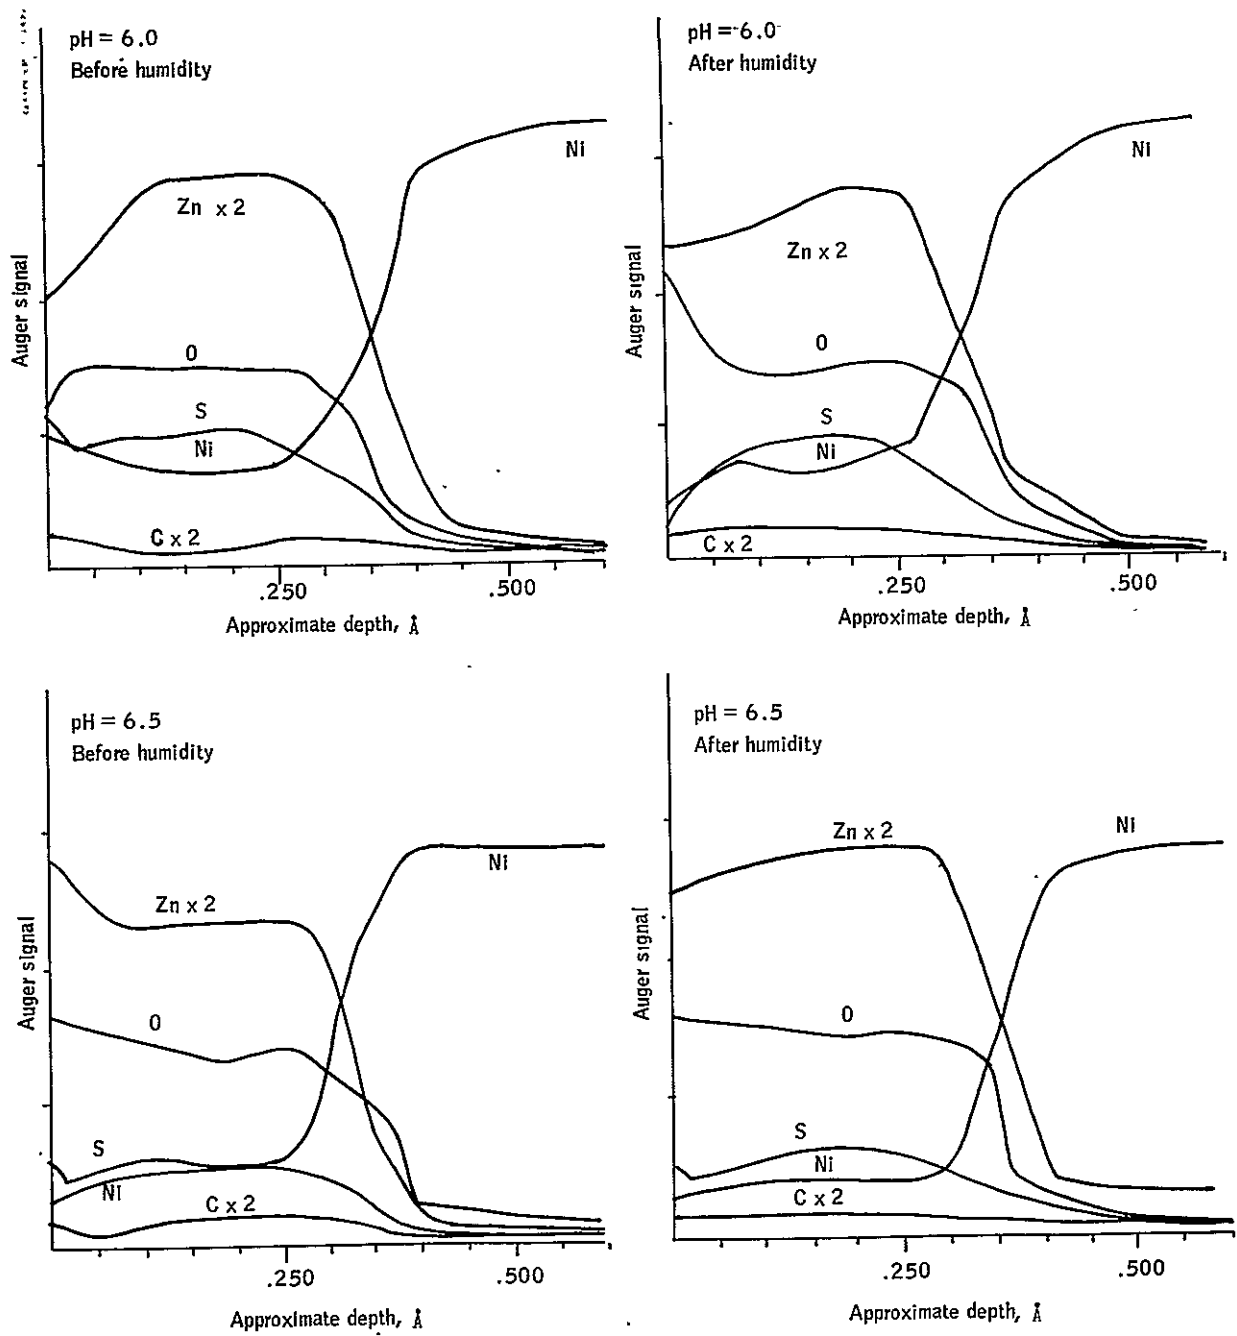 pH = 6.0
Before humidity
Auger signal
Zn x 2
Ni
O
S
Ni
C x 2
.250
.500
Approximate depth, Å
pH = 6.0
After humidity
Auger signal
Ni
Zn x 2
O
S
Ni
C x 2
.250
.500
Approximate depth, Å
pH = 6.5
Before humidity
Auger signal
Ni
Zn x 2
O
S
Ni
C x 2
.250
.500
Approximate depth, Å
pH = 6.5
After humidity
Auger signal
Zn x 2
Ni
O
S
Ni
C x 2
.250
.500
Approximate depth, Å